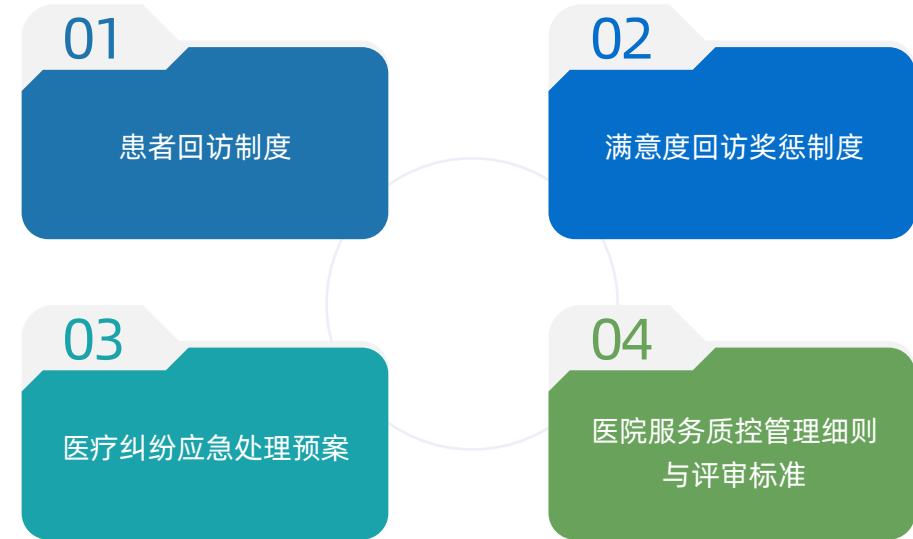 01
患者回访制度
02
满意度回访奖惩制度
03
医疗纠纷应急处理预案
04
医院服务质控管理细则
与评审标准